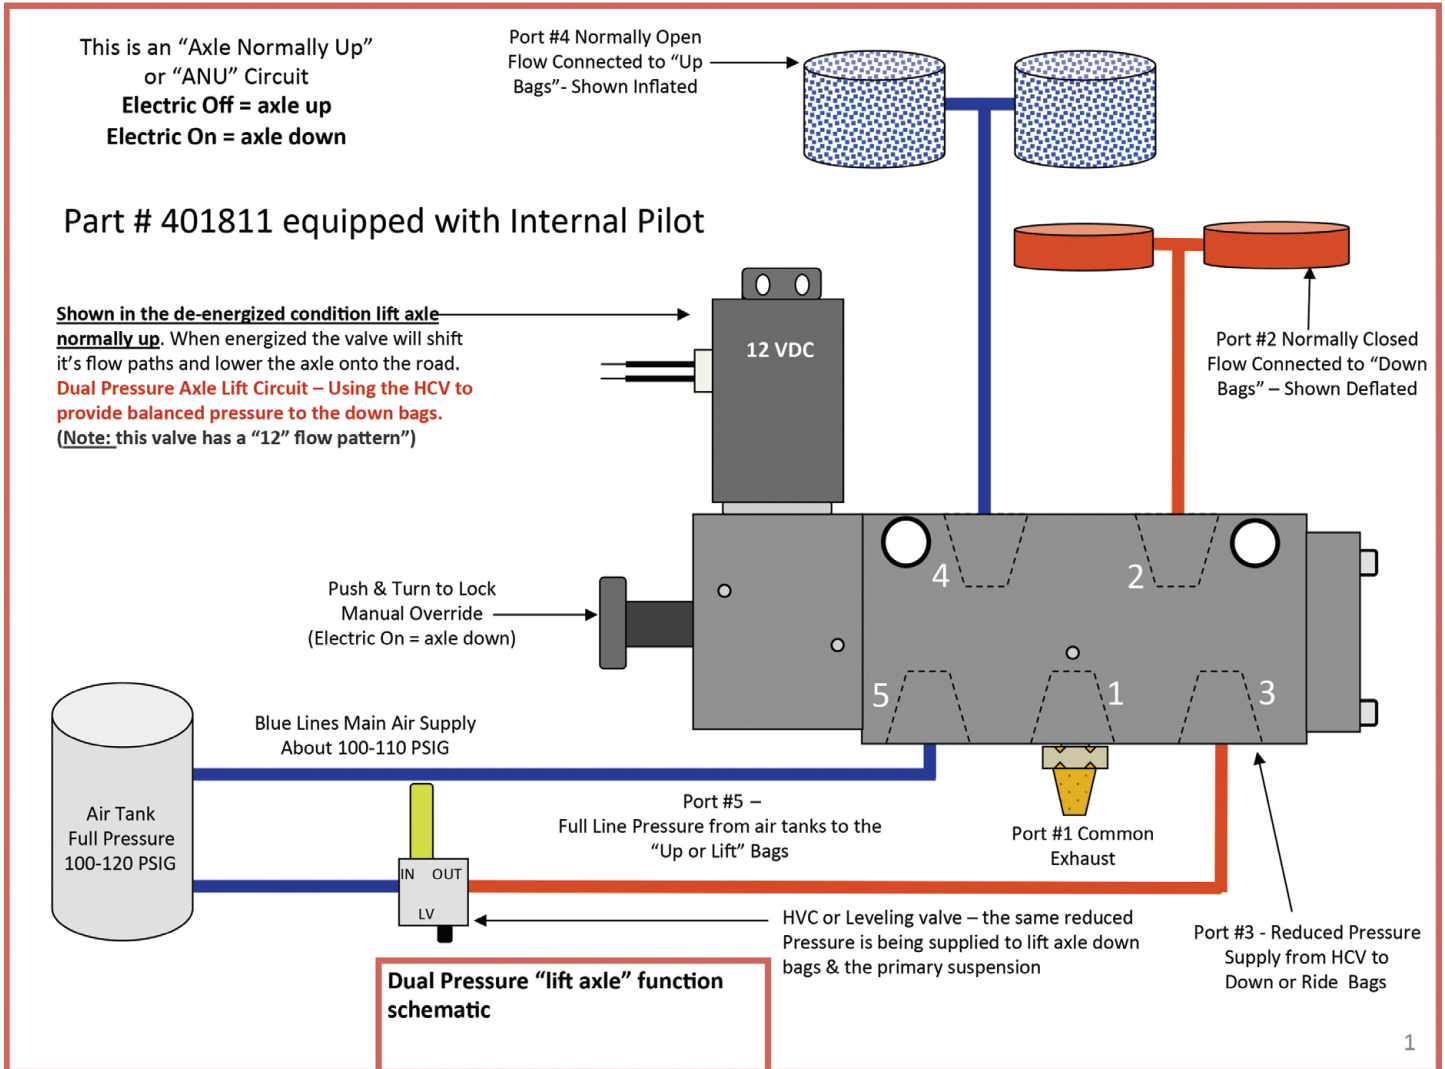 This is an “Axle Normally Up”
or “ANU” Circuit
Electric Off = axle up
Electric On = axle down
Port #4 Normally Open
Flow Connected to “Up
Bags”- Shown Inflated
Part # 401811 equipped with Internal Pilot
Shown in the de-energized condition lift axle
normally up. When energized the valve will shift
it’s flow paths and lower the axle onto the road.
Dual Pressure Axle Lift Circuit – Using the HCV to
provide balanced pressure to the down bags.
(Note: this valve has a “12” flow pattern”)
12 VDC
Port #2 Normally Closed
Flow Connected to “Down
Bags” – Shown Deflated
4
2
Push & Turn to Lock
Manual Override
(Electric On = axle down)
5
1
3
Blue Lines Main Air Supply
About 100-110 PSIG
Air Tank
Full Pressure
100-120 PSIG
Port #5 –
Full Line Pressure from air tanks to the
“Up or Lift” Bags
Port #1 Common
Exhaust
IN OUT
LV
HVC or Leveling valve – the same reduced
Pressure is being supplied to lift axle down
bags & the primary suspension
Port #3 - Reduced Pressure
Supply from HCV to
Down or Ride Bags
Dual Pressure “lift axle” function
schematic
1